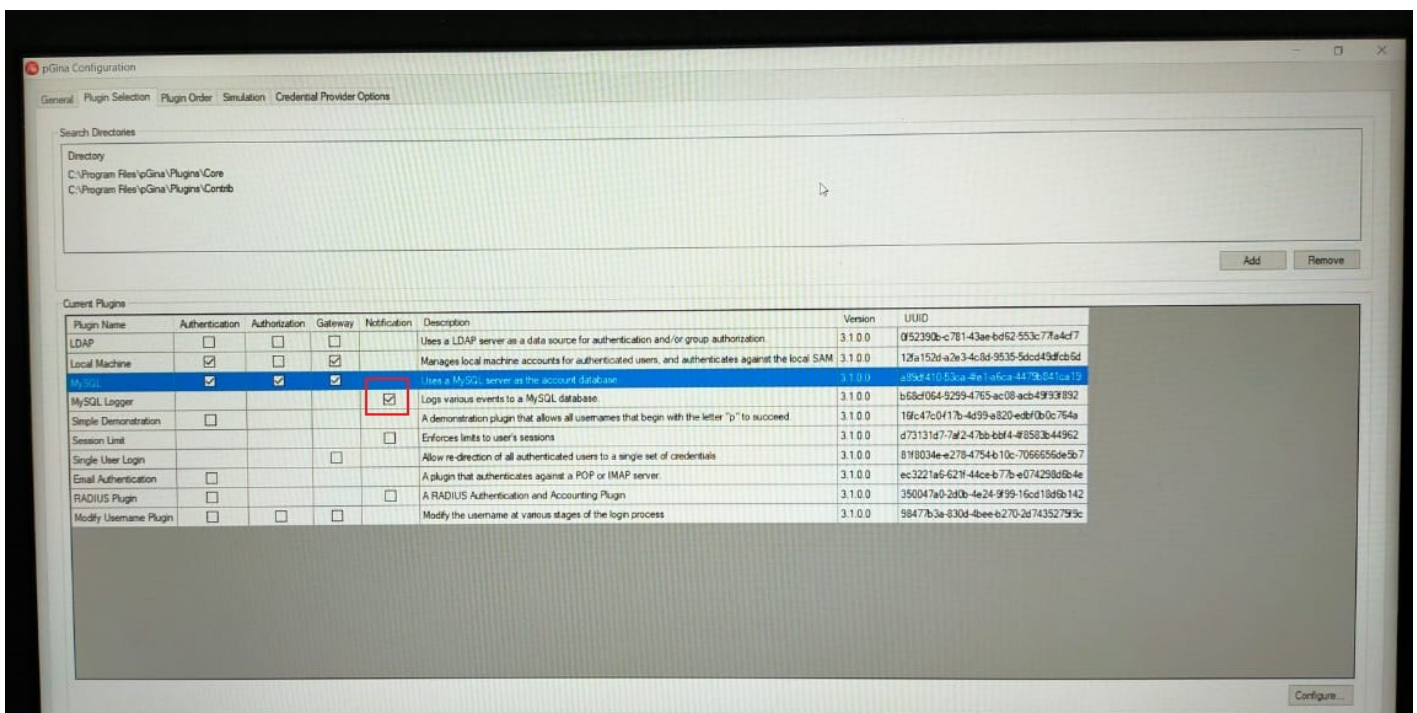 pGina Configuration
General Plugin Selection Plugin Order Simulation Credential Provider Options
Search Directories
Directory
C:\Program Files\pGina\Plugins\Core
C:\Program Files\pGina\Plugins\Contrib
Add Remove
Current Plugins
Plugin Name Authentication Authorization Gateway Notification Description Version UUID
LDAP Uses a LDAP server as a data source for authentication and/or group authorization. 3.1.0.0 0f52390b-c781-43ae-bd62-553c77fa4cf7
Local Machine Manages local machine accounts for authenticated users, and authenticates against the local SAM 3.1.0.0 12fa152d-a2e3-4c8d-9535-5dcd49dfcb6d
MySQL Uses a MySQL server as the account database. 3.1.0.0
MySQL Logger Logs various events to a MySQL database. 3.1.0.0 b68cf064-9299-4765-ac08-acb49f93f892
Simple Demonstration A demonstration plugin that allows all usernames that begin with the letter "p" to succeed. 3.1.0.0
Session Limit Enforces limits to user's sessions 3.1.0.0 d73131d7-7af2-47bb-bbf4-4f8583b44962
Single User Login Allow re-direction of all authenticated users to a single set of credentials 3.1.0.0 81f8034e-e278-4754-b10c-7066656de5b7
Email Authentication A plugin that authenticates against a POP or IMAP server. 3.1.0.0 ec3221a6-621f-44ce-b77b-e074298d6b4e
RADIUS Plugin A RADIUS Authentication and Accounting Plugin 3.1.0.0 350047a0-2d0b-4e24-9f99-16cd18d6b142
Modify Username Plugin Modify the username at various stages of the login process 3.1.0.0 98477b3a-830d-4bee-b270-2d7435275f9c
Configure...